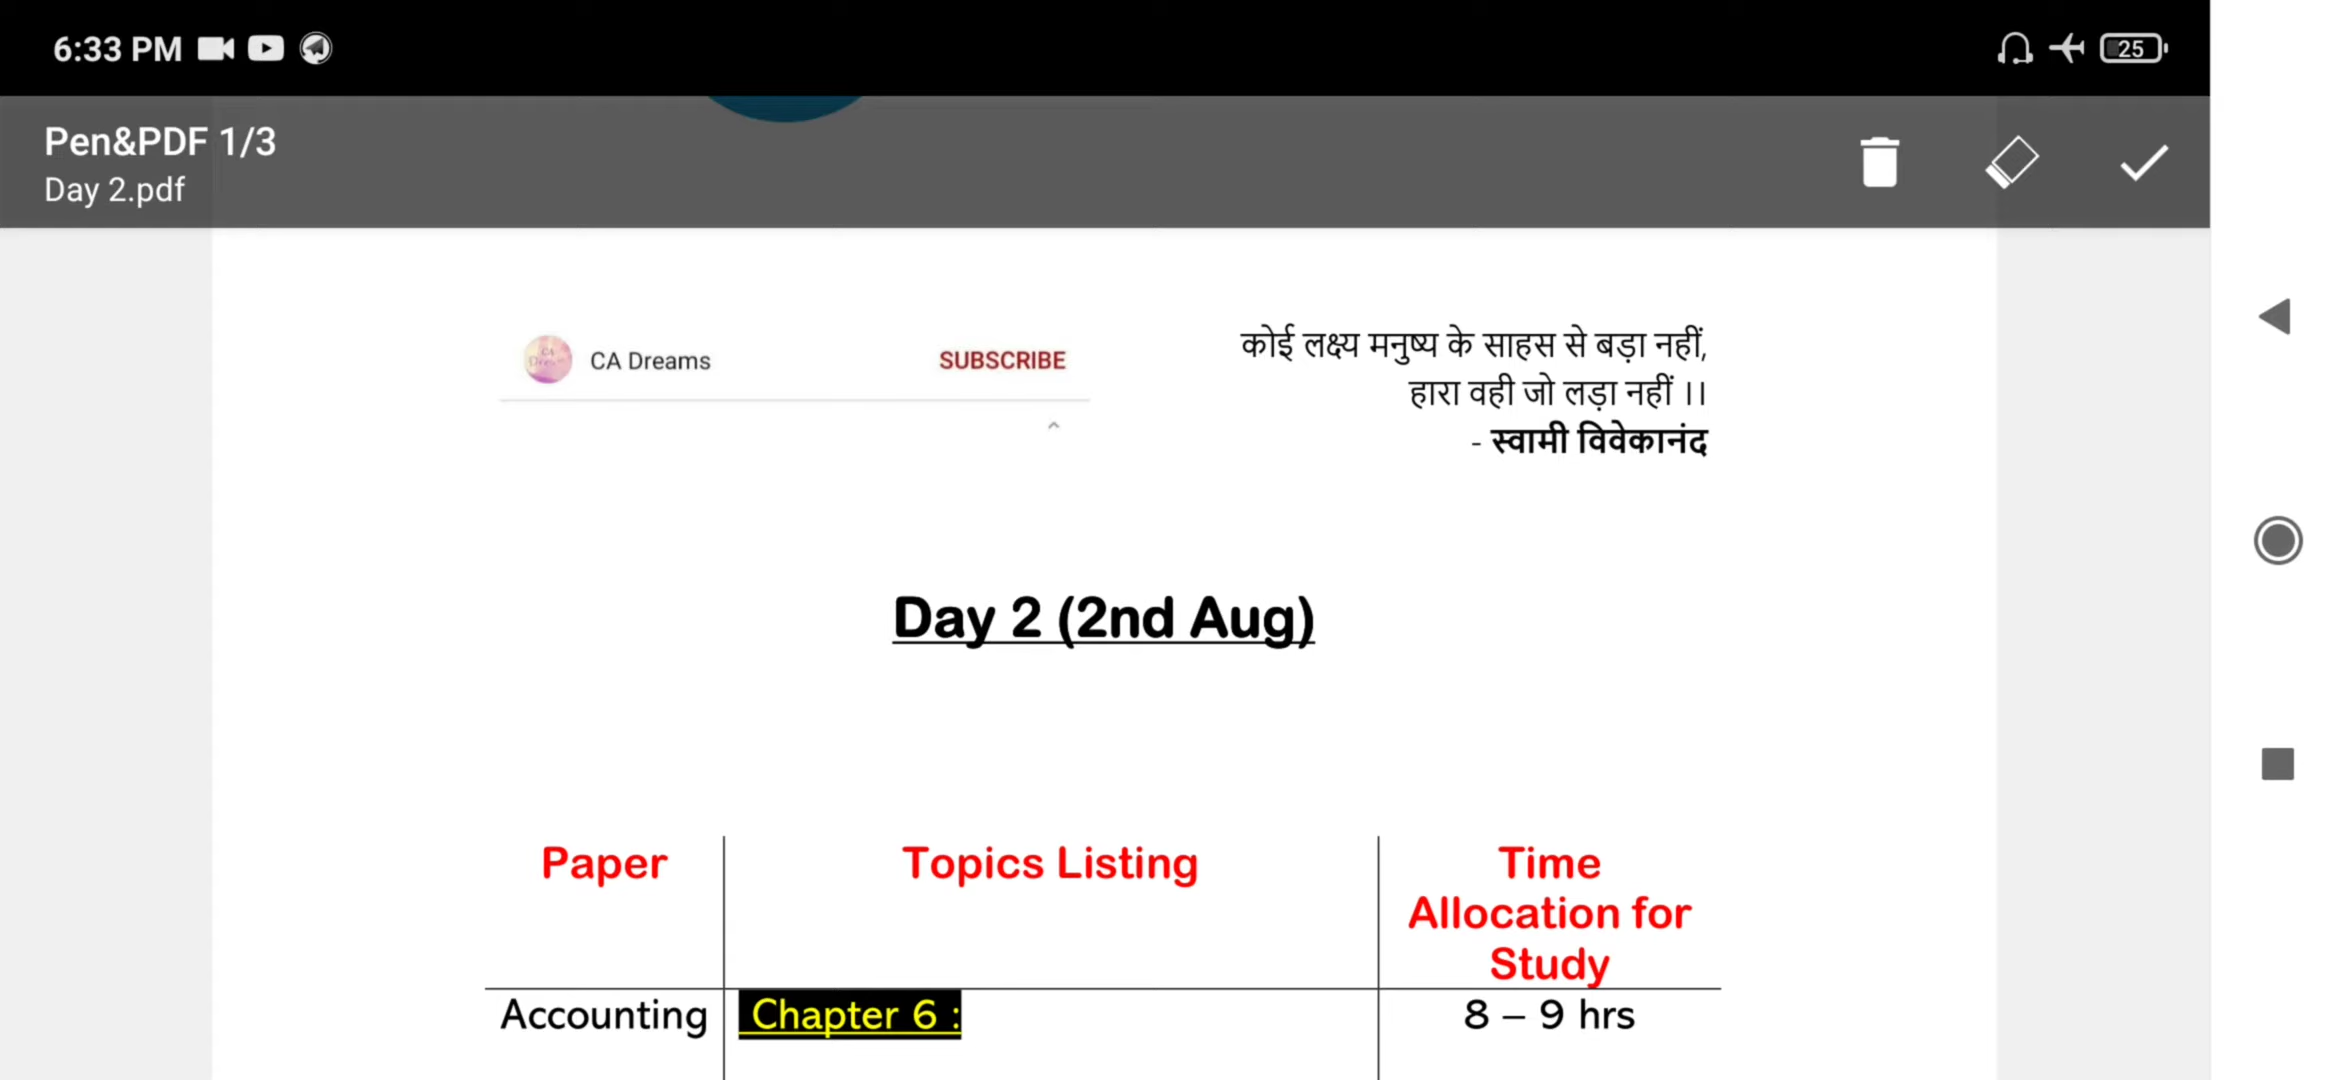 6:33 PM 25
Pen&PDF 1/3
Day 2.pdf
CA Dreams SUBSCRIBE
कोई लक्ष्य मनुष्य के साहस से बड़ा नहीं,
हारा वही जो लड़ा नहीं ।।
- स्वामी विवेकानंद
Day 2 (2nd Aug)
Paper Topics Listing Time
Allocation for
Study
Accounting Chapter 6 : 8 – 9 hrs